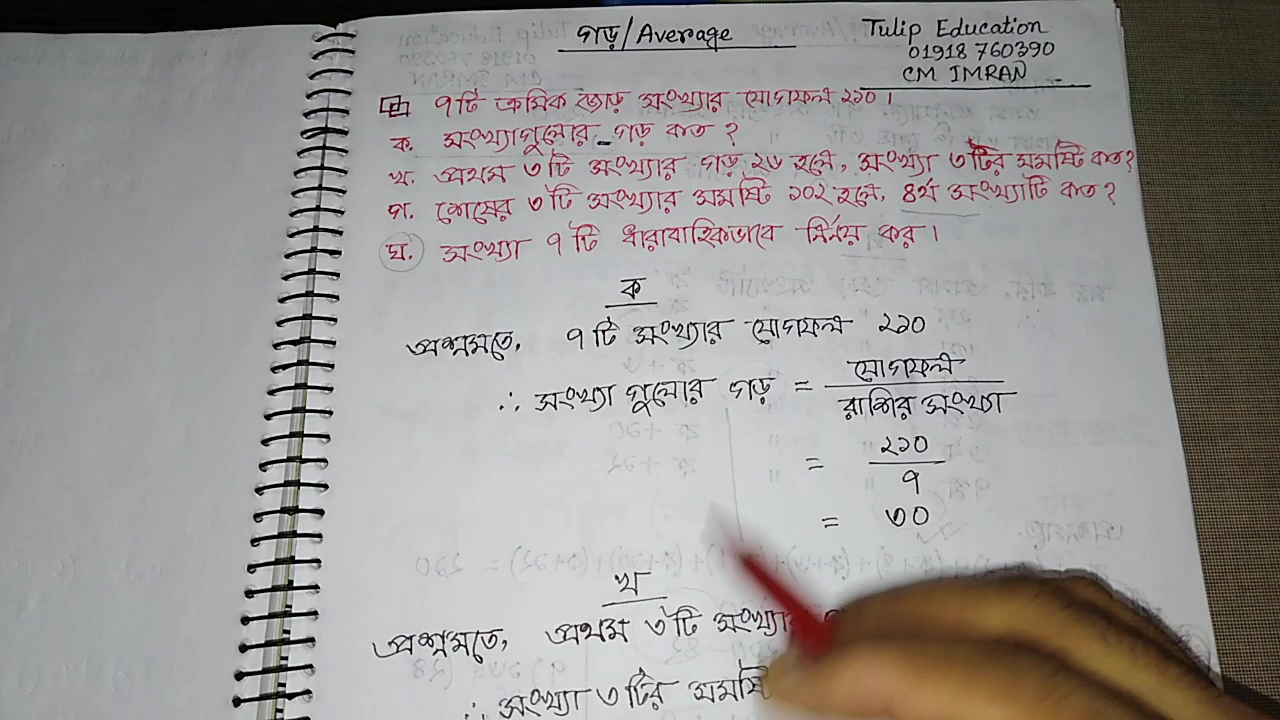 গড়/Average
Tulip Education
01918 760390
CM IMRAN
৭টি ক্রমিক জোড় সংখ্যার যোগফল ২১০।
ক. সংখ্যাগুলোর গড় কত ?
খ. প্রথম ৩টি সংখ্যার গড় ২৬ হলে, সংখ্যা ৩টির সমষ্টি কত?
গ. শেষের ৩টি সংখ্যার সমষ্টি ১০২ হলে, ৪র্থ সংখ্যাটি কত ?
ঘ. সংখ্যা ৭টি ধারাবাহিকভাবে নির্নয় কর।
ক
প্রশ্নমতে, ৭টি সংখ্যার যোগফল ২১০
∴ সংখ্যা গুলোর গড় = যোগফল / রাশির সংখ্যা
= ২১০ / ৭
= ৩০
খ
প্রশ্নমতে, প্রথম ৩টি সংখ্যার
∴ সংখ্যা ৩টির সমষ্টি